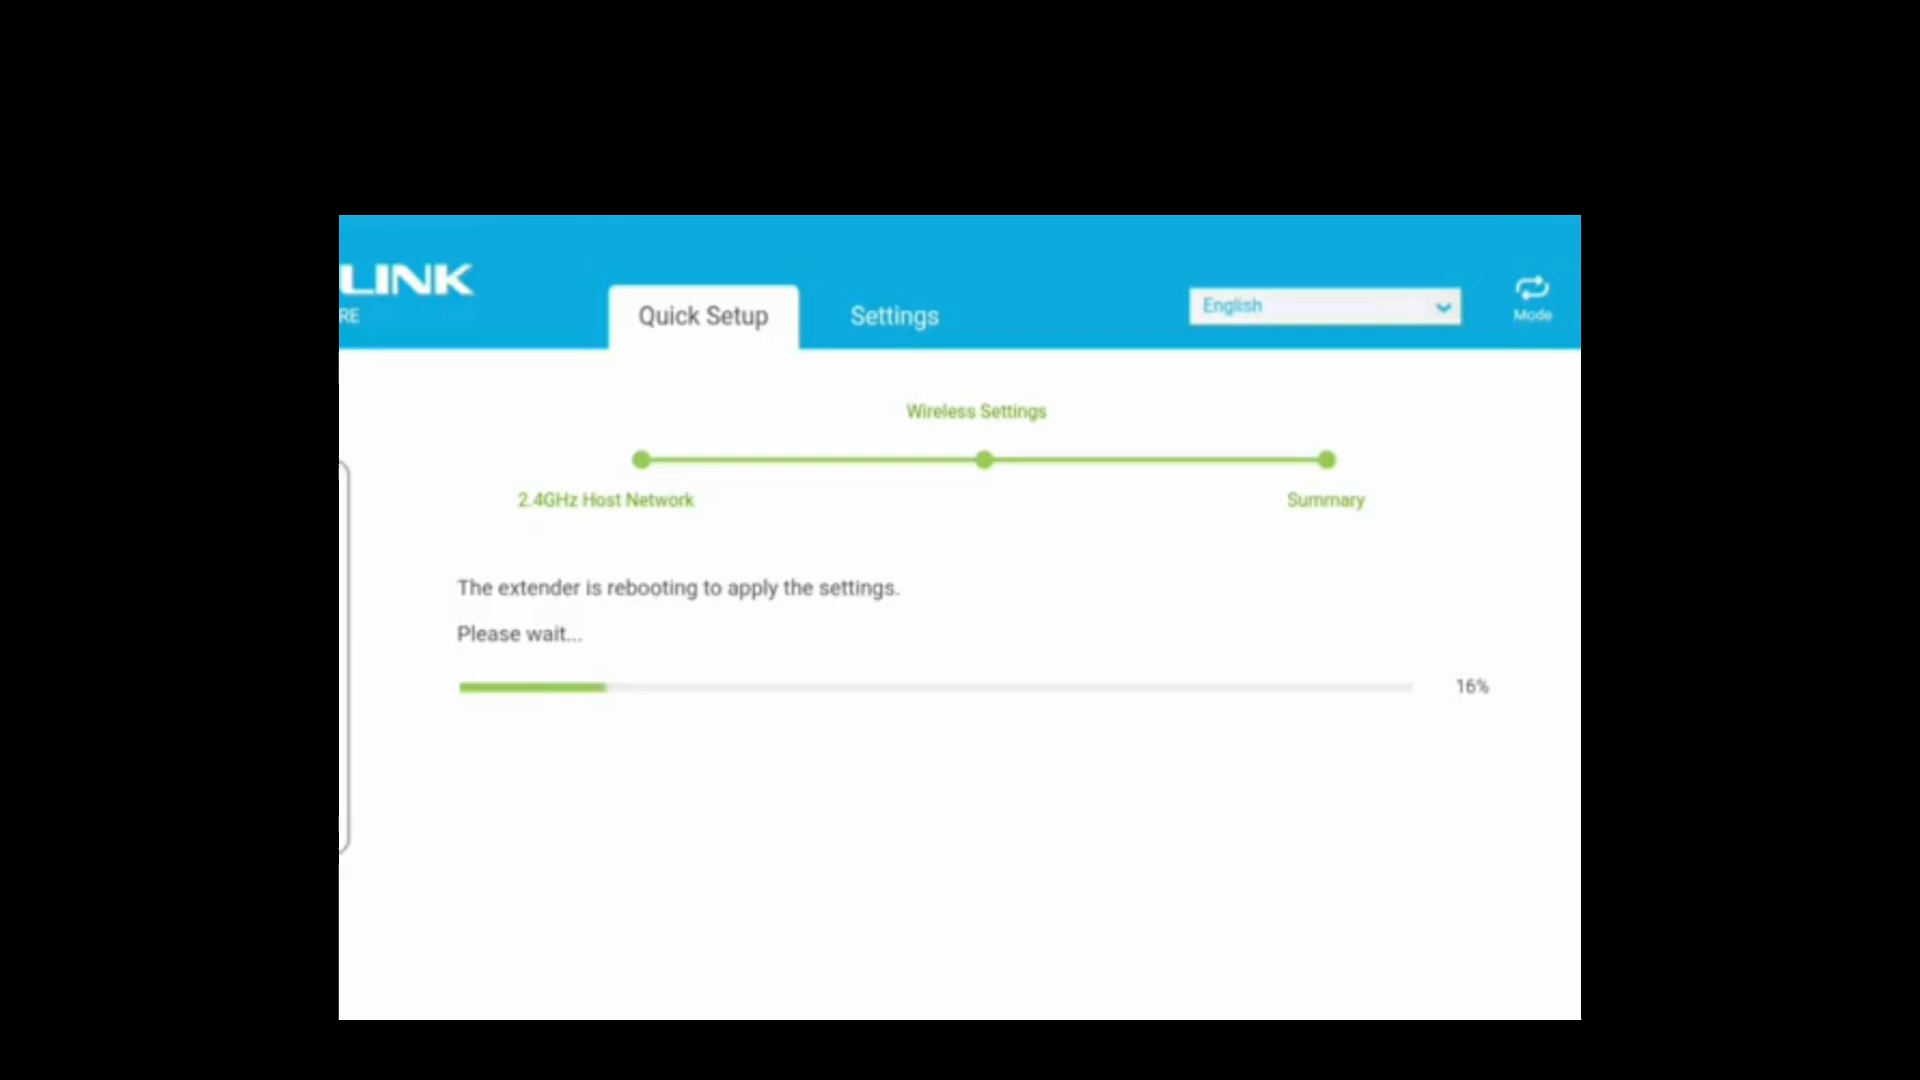 LINK
RE
Quick Setup
Settings
English
Mode
Wireless Settings
2.4GHz Host Network
Summary
The extender is rebooting to apply the settings.
Please wait...
16%